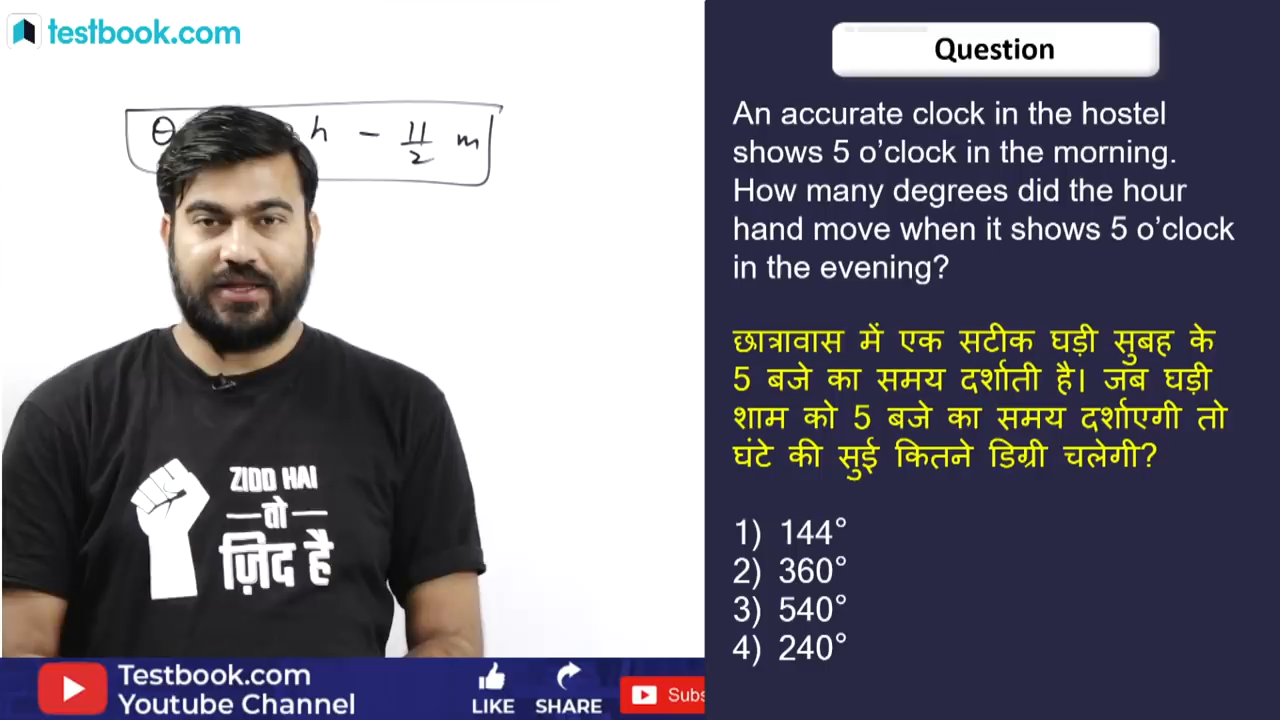 testbook.com
θ h - 11/2 m
ZIDD HAI
वो
ज़िद है
Testbook.com
Youtube Channel
LIKE
SHARE
Subs
Question
An accurate clock in the hostel
shows 5 o'clock in the morning.
How many degrees did the hour
hand move when it shows 5 o'clock
in the evening?
छात्रावास में एक सटीक घड़ी सुबह के
5 बजे का समय दर्शाती है। जब घड़ी
शाम को 5 बजे का समय दर्शाएगी तो
घंटे की सुई कितने डिग्री चलेगी?
1) 144°
2) 360°
3) 540°
4) 240°